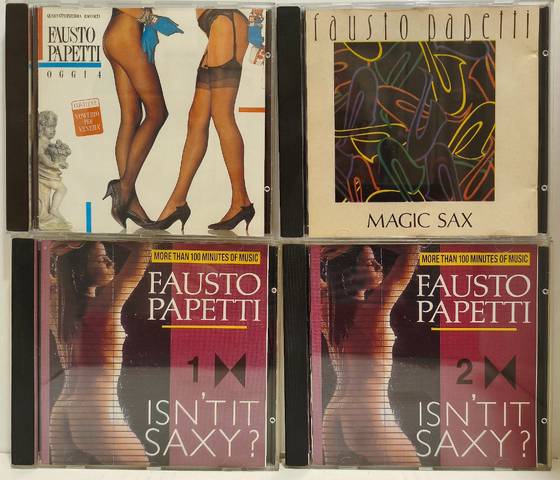 FAUSTO
PAPETTI
OGGI 4
fausto papetti
MAGIC SAX
MORE THAN 100 MINUTES OF MUSIC
FAUSTO
PAPETTI
1
ISN'T IT
SAXY?
MORE THAN 100 MINUTES OF MUSIC
FAUSTO
PAPETTI
2
ISN'T IT
SAXY?